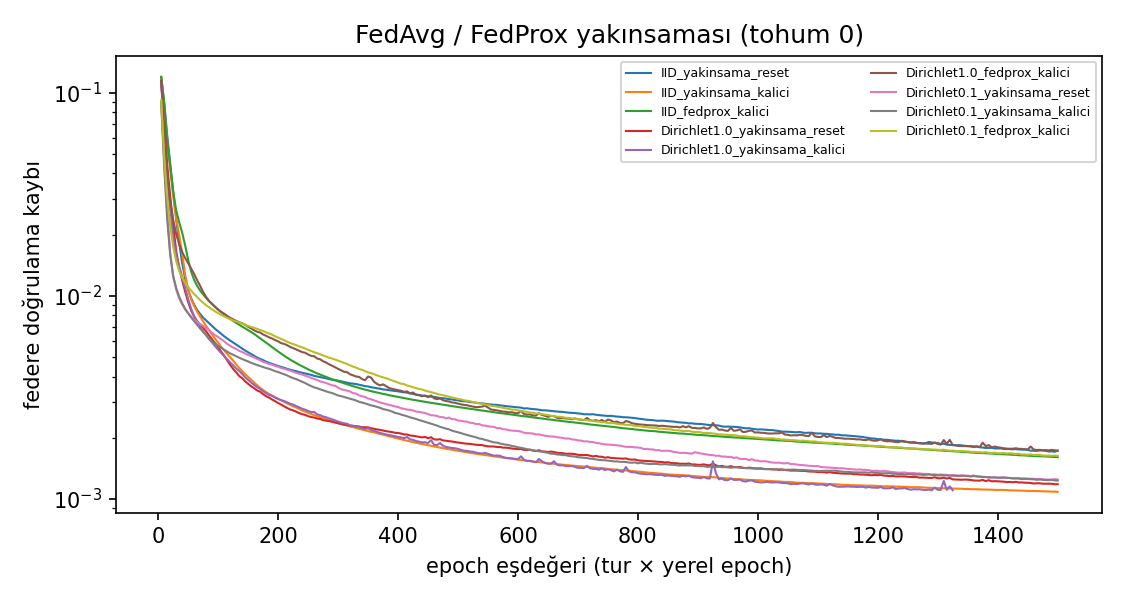 FedAvg / FedProx yakınsaması (tohum 0)
IID_yakinsama_reset
IID_yakinsama_kalici
IID_fedprox_kalici
Dirichlet1.0_yakinsama_reset
Dirichlet1.0_yakinsama_kalici
Dirichlet1.0_fedprox_kalici
Dirichlet0.1_yakinsama_reset
Dirichlet0.1_yakinsama_kalici
Dirichlet0.1_fedprox_kalici
federe doğrulama kaybı
10⁻¹
10⁻²
10⁻³
0 200 400 600 800 1000 1200 1400
epoch eşdeğeri (tur × yerel epoch)